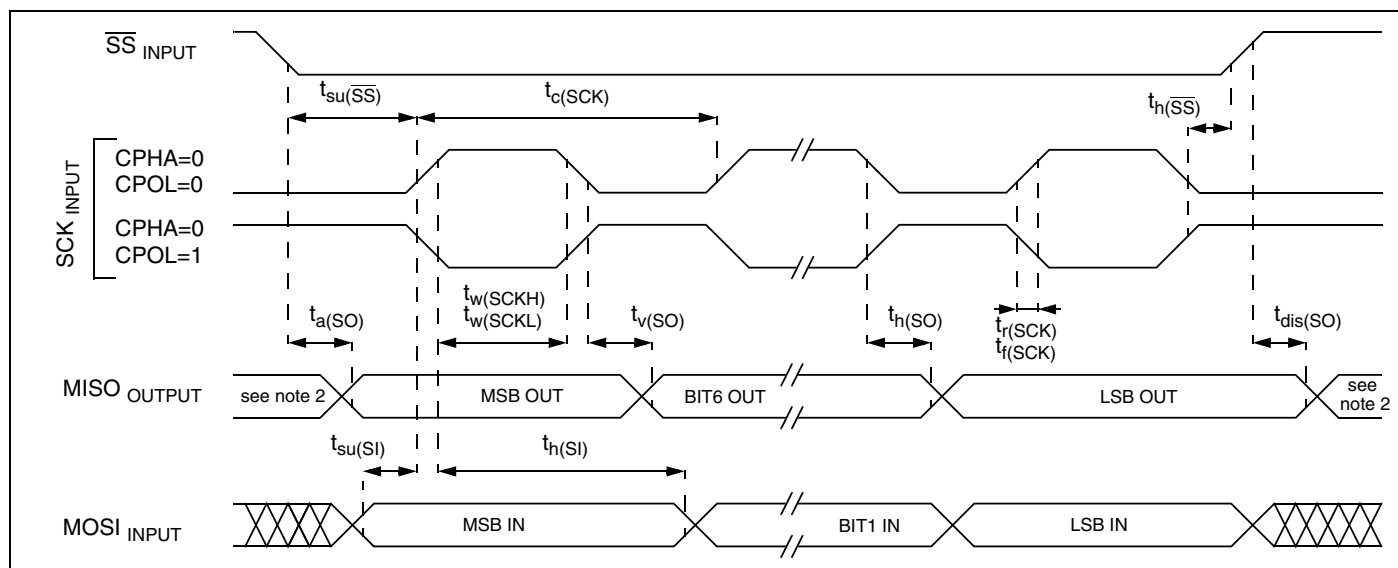 SS INPUT
tsu(SS)
tc(SCK)
th(SS)
SCK INPUT
CPHA=0
CPOL=0
CPHA=0
CPOL=1
ta(SO)
tw(SCKH)
tw(SCKL)
tv(SO)
th(SO)
tr(SCK)
tf(SCK)
tdis(SO)
MISO OUTPUT
see note 2
MSB OUT
BIT6 OUT
LSB OUT
see
note 2
tsu(SI)
th(SI)
MOSI INPUT
MSB IN
BIT1 IN
LSB IN